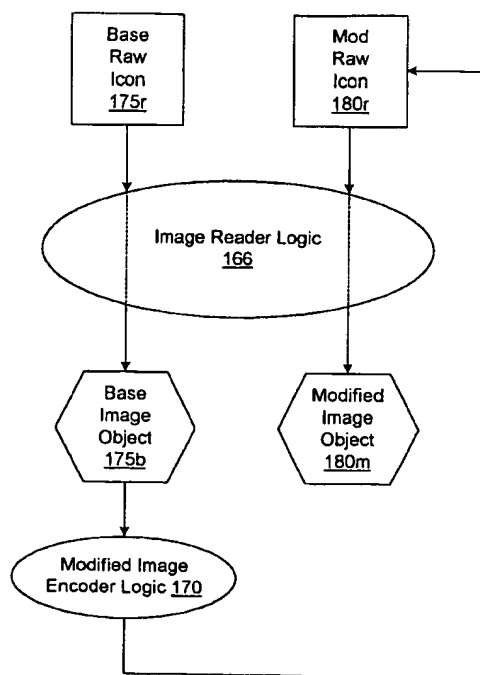 Base
Raw
Icon
175r
Mod
Raw
Icon
180r
Image Reader Logic
166
Base
Image
Object
175b
Modified
Image
Object
180m
Modified Image
Encoder Logic 170